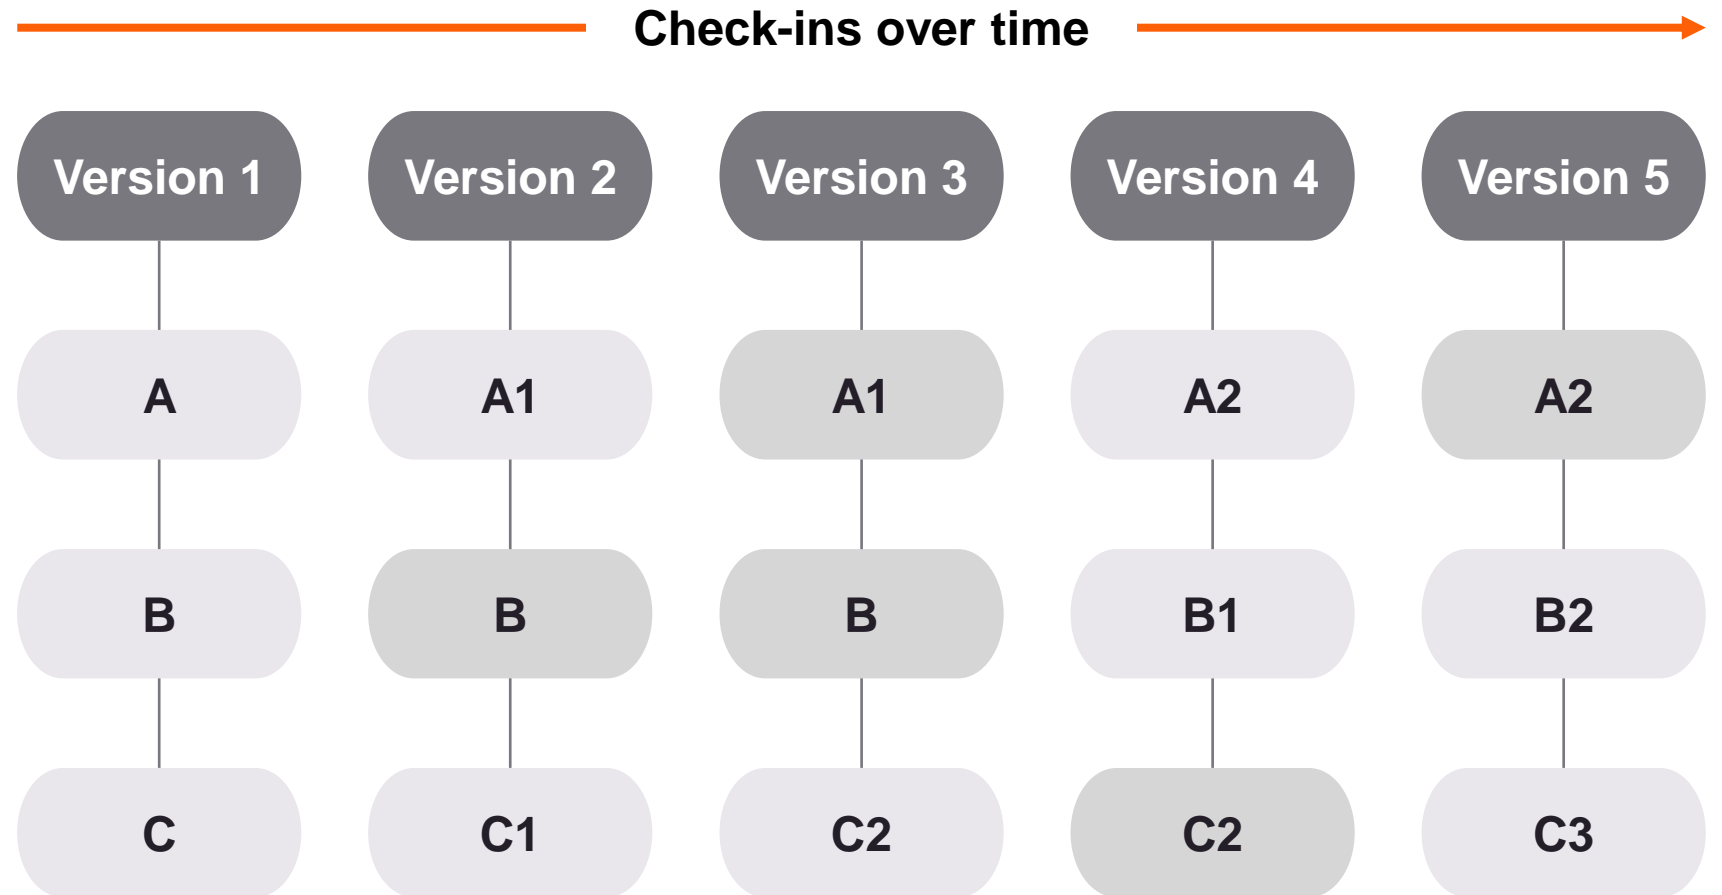 Check-ins over time
Version 1 Version 2 Version 3 Version 4 Version 5
A A1 A1 A2 A2
B B B B1 B2
C C1 C2 C2 C3